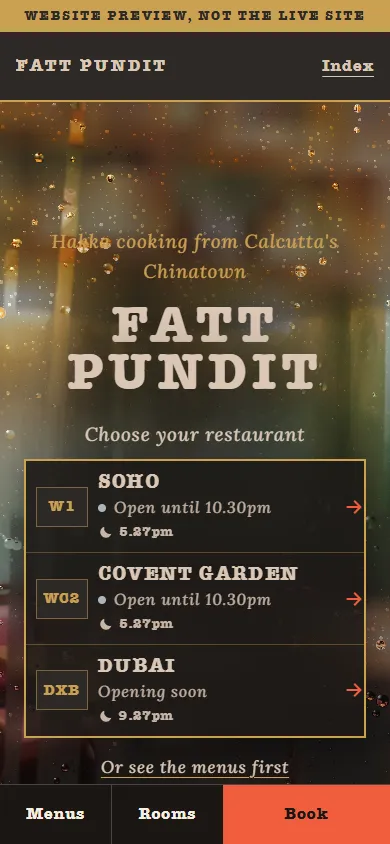 WEBSITE PREVIEW, NOT THE LIVE SITE
FATT PUNDIT
Index
Hakka cooking from Calcutta's
Chinatown
FATT
PUNDIT
Choose your restaurant
W1
SOHO
Open until 10.30pm
5.27pm
WC2
COVENT GARDEN
Open until 10.30pm
5.27pm
DXB
DUBAI
Opening soon
9.27pm
Or see the menus first
Menus
Rooms
Book